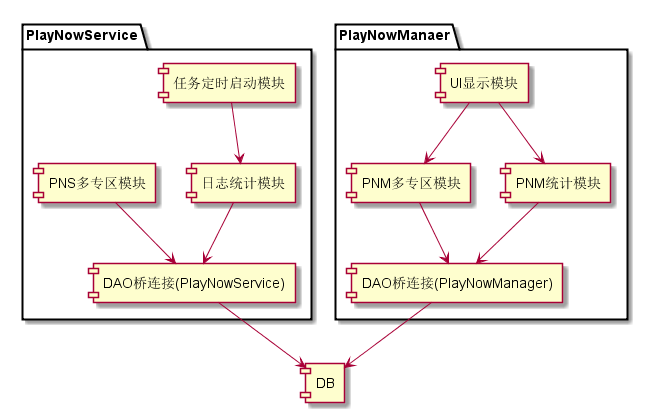 PlayNowService
任务定时启动模块
PNS多专区模块
日志统计模块
DAO桥连接(PlayNowService)
PlayNowManaer
UI显示模块
PNM多专区模块
PNM统计模块
DAO桥连接(PlayNowManager)
DB